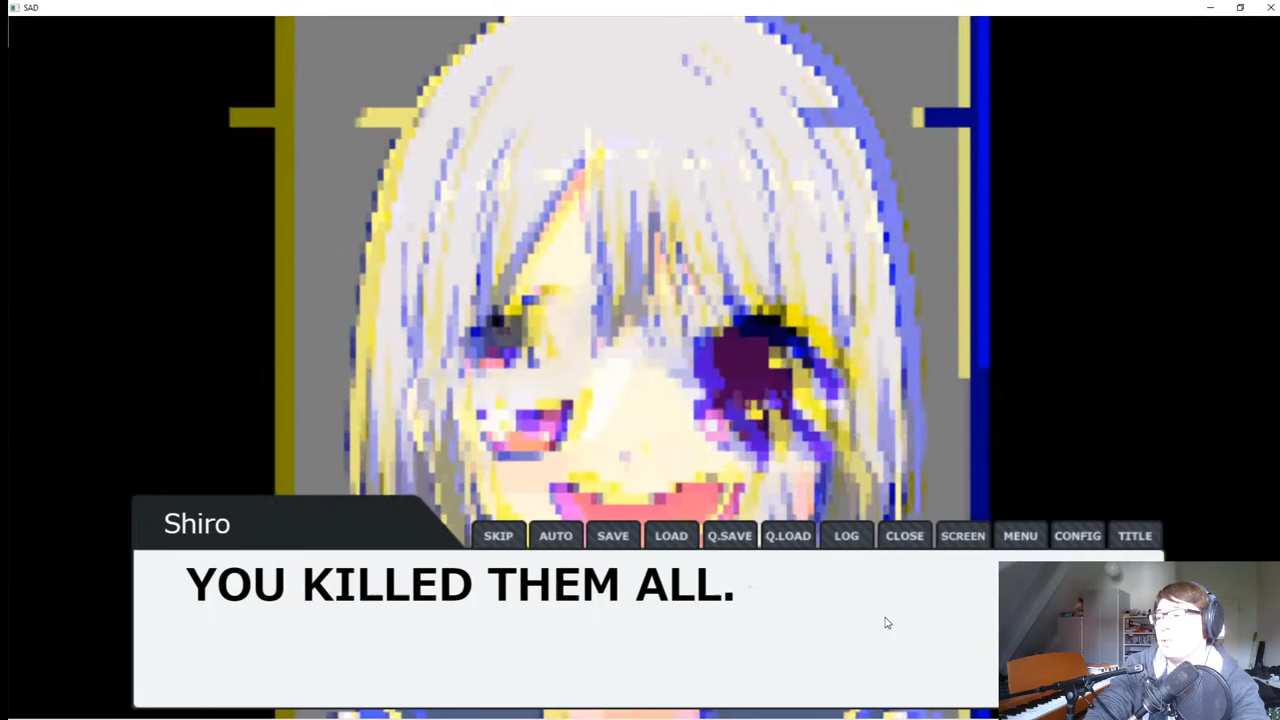 SAD
Shiro
SKIP AUTO SAVE LOAD Q.SAVE Q.LOAD LOG CLOSE SCREEN MENU CONFIG TITLE
YOU KILLED THEM ALL.